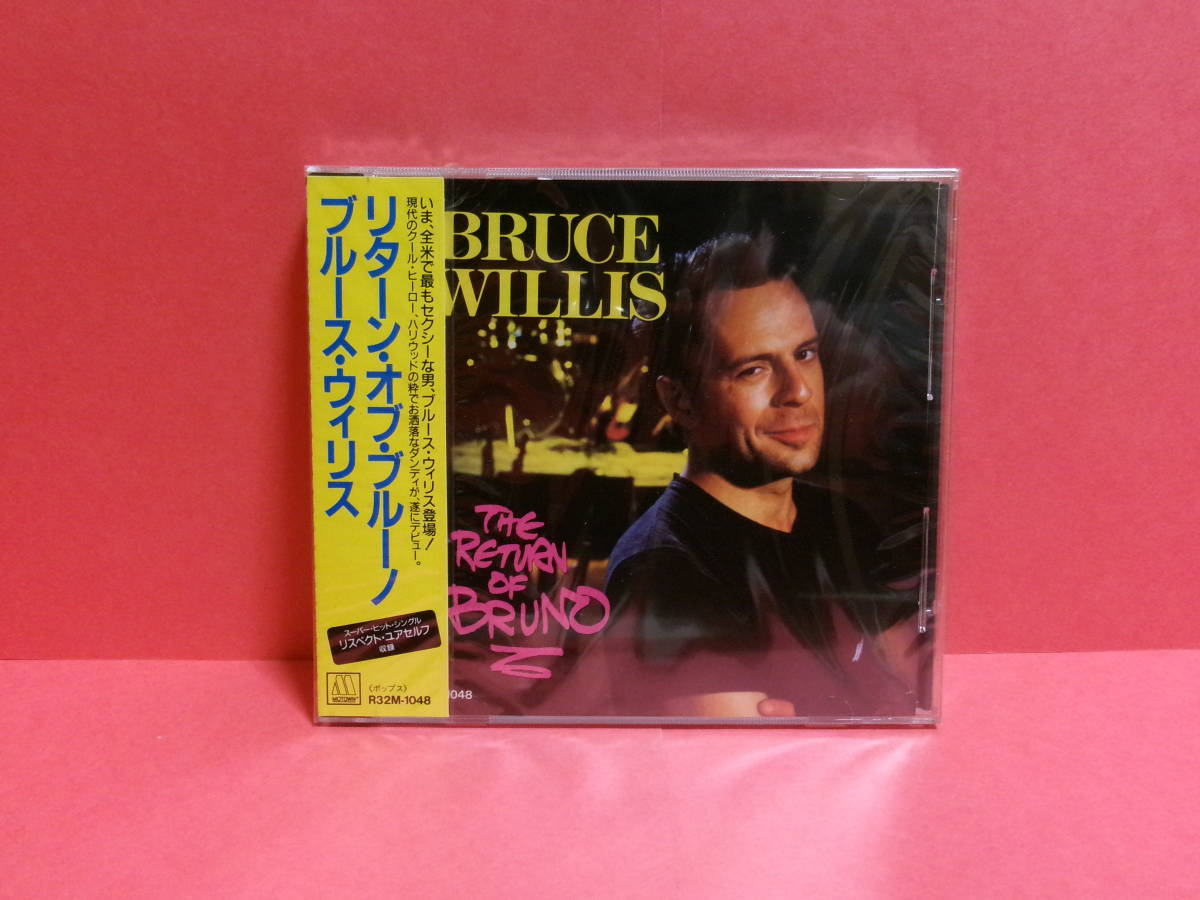 リターン・オブ・ブルーノ
ブルース・ウィリス
いま、全米で最もセクシーな男、ブルース・ウィリス登場!
現代のクール・ヒーロー、ハリウッドの粋でお洒落なダンディが、遂にデビュー。
スーパー・ヒット・シングル
リスペクト・ユアセルフ
収録
MOTOWN
〈ポップス〉
R32M-1048
BRUCE
WILLIS
THE
RETURN
OF
BRUNO
1048